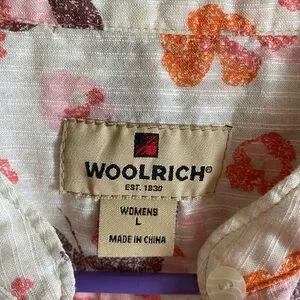 WOOLRICH®
EST. 1830
WOMENS
L
MADE IN CHINA